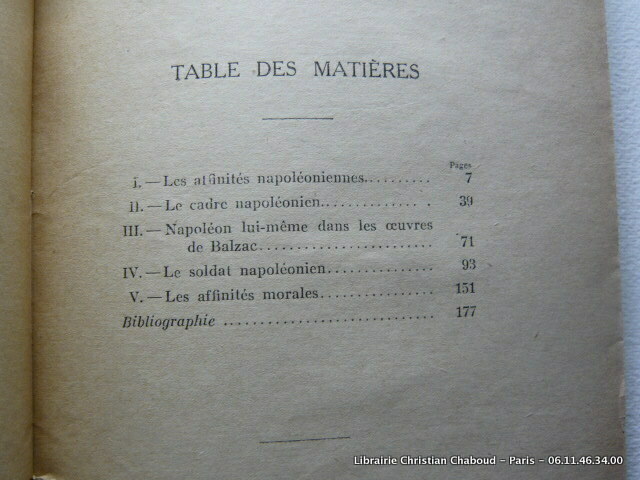 TABLE DES MATIÈRES
Pages
I. — Les affinités napoléoniennes.......... 7
II. — Le cadre napoléonien.............. . 39
III. — Napoléon lui-même dans les œuvres
de Balzac........................ 71
IV. — Le soldat napoléonien............... 93
V. — Les affinités morales................ 151
Bibliographie ............................. 177
Librairie Christian Chaboud - Paris - 06.11.46.34.00